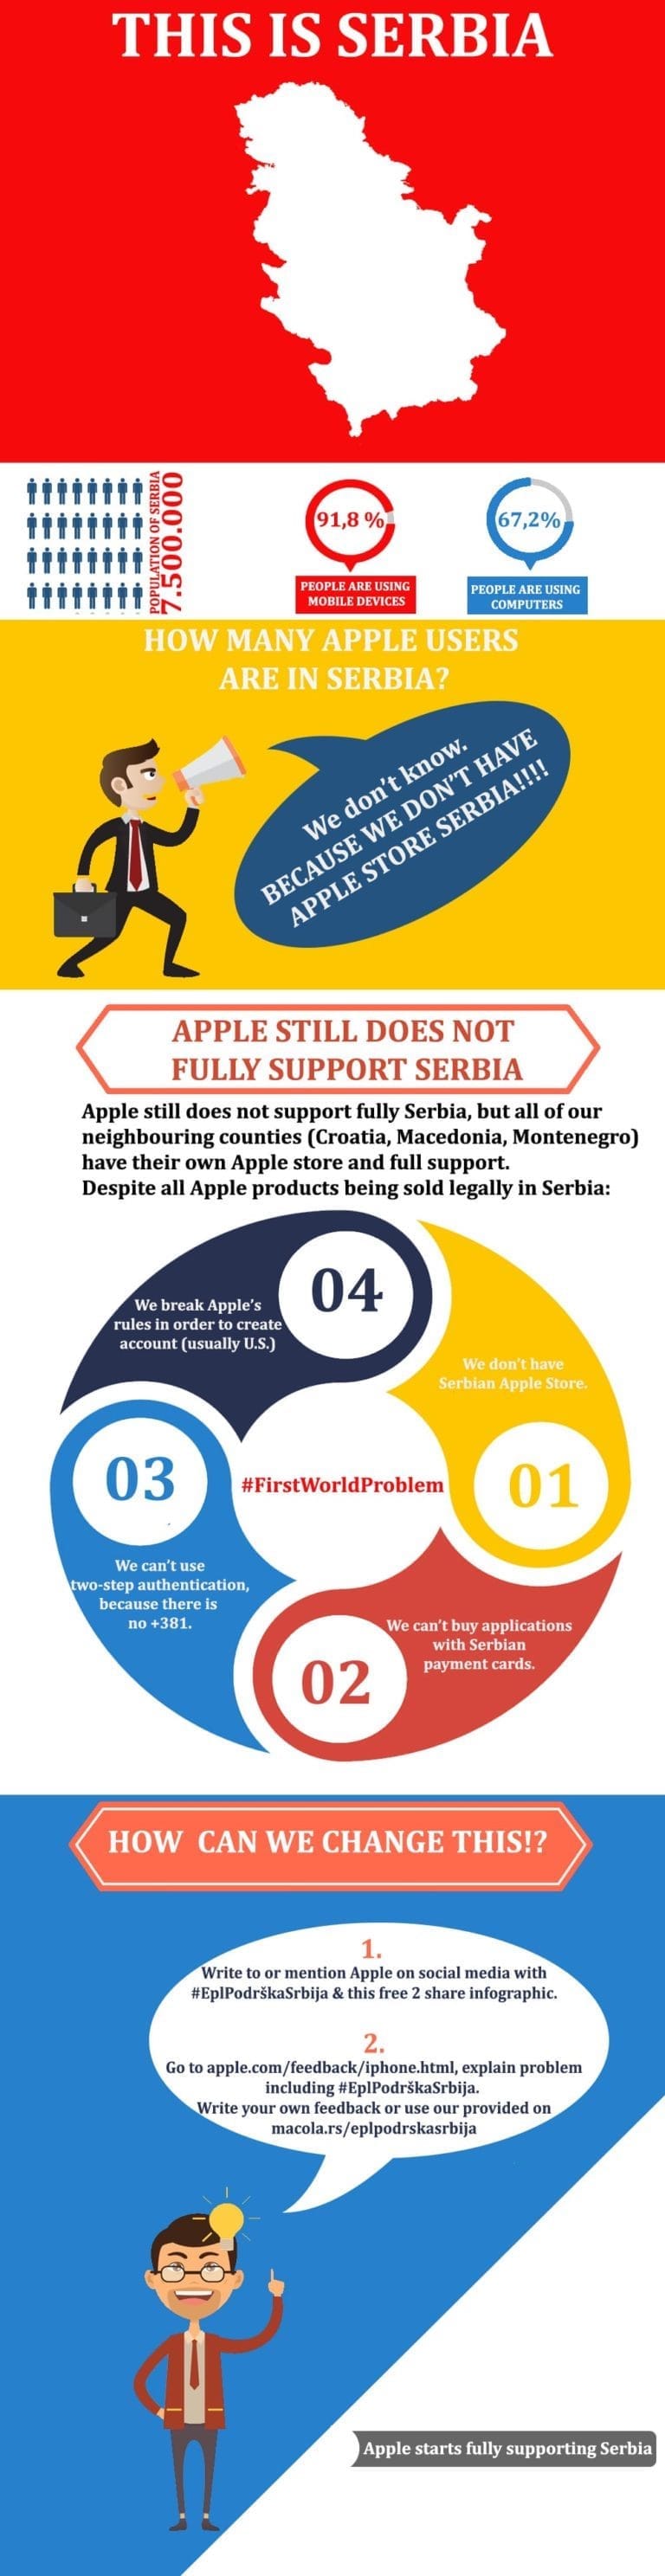 THIS IS SERBIA
POPULATION OF SERBIA
7.500.000
91,8 %
PEOPLE ARE USING
MOBILE DEVICES
67,2%
PEOPLE ARE USING
COMPUTERS
HOW MANY APPLE USERS
ARE IN SERBIA?
We don't know.
BECAUSE WE DON'T HAVE
APPLE STORE SERBIA!!!!
APPLE STILL DOES NOT
FULLY SUPPORT SERBIA
Apple still does not support fully Serbia, but all of our
neighbouring counties (Croatia, Macedonia, Montenegro)
have their own Apple store and full support.
Despite all Apple products being sold legally in Serbia:
04
We break Apple's
rules in order to create
account (usually U.S.)
We don't have
Serbian Apple Store.
01
03
#FirstWorldProblem
We can't use
two-step authentication,
because there is
no +381.
02
We can't buy applications
with Serbian
payment cards.
HOW CAN WE CHANGE THIS!?
1.
Write to or mention Apple on social media with
#EplPodrškaSrbija & this free 2 share infographic.
2.
Go to apple.com/feedback/iphone.html, explain problem
including #EplPodrškaSrbija.
Write your own feedback or use our provided on
macola.rs/eplpodrskasrbija
Apple starts fully supporting Serbia